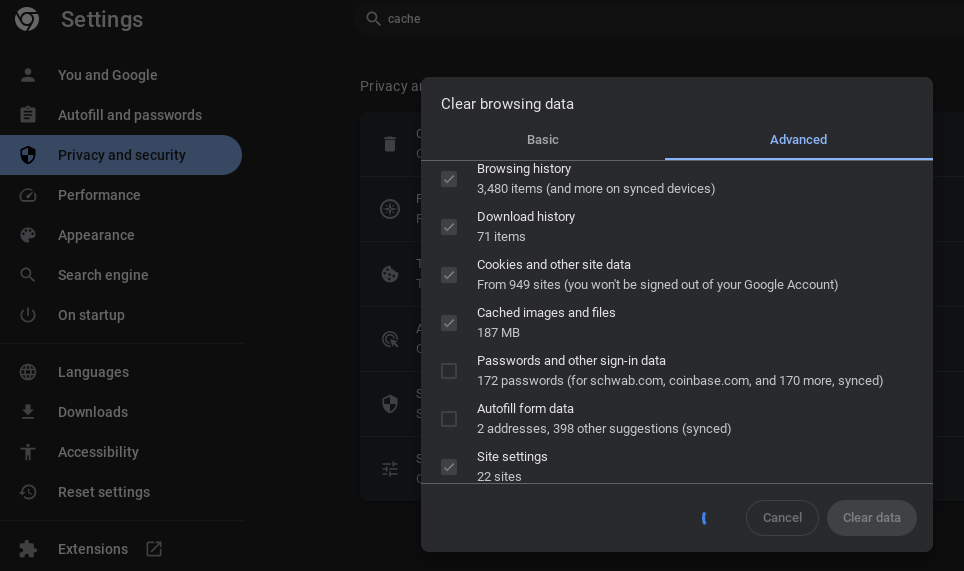 Settings
cache
You and Google
Autofill and passwords
Privacy and security
Performance
Appearance
Search engine
On startup
Languages
Downloads
Accessibility
Reset settings
Extensions
Privacy
Clear browsing data
Basic
Advanced
Browsing history
3,480 items (and more on synced devices)
Download history
71 items
Cookies and other site data
From 949 sites (you won't be signed out of your Google Account)
Cached images and files
187 MB
Passwords and other sign-in data
172 passwords (for schwab.com, coinbase.com, and 170 more, synced)
Autofill form data
2 addresses, 398 other suggestions (synced)
Site settings
22 sites
Cancel
Clear data